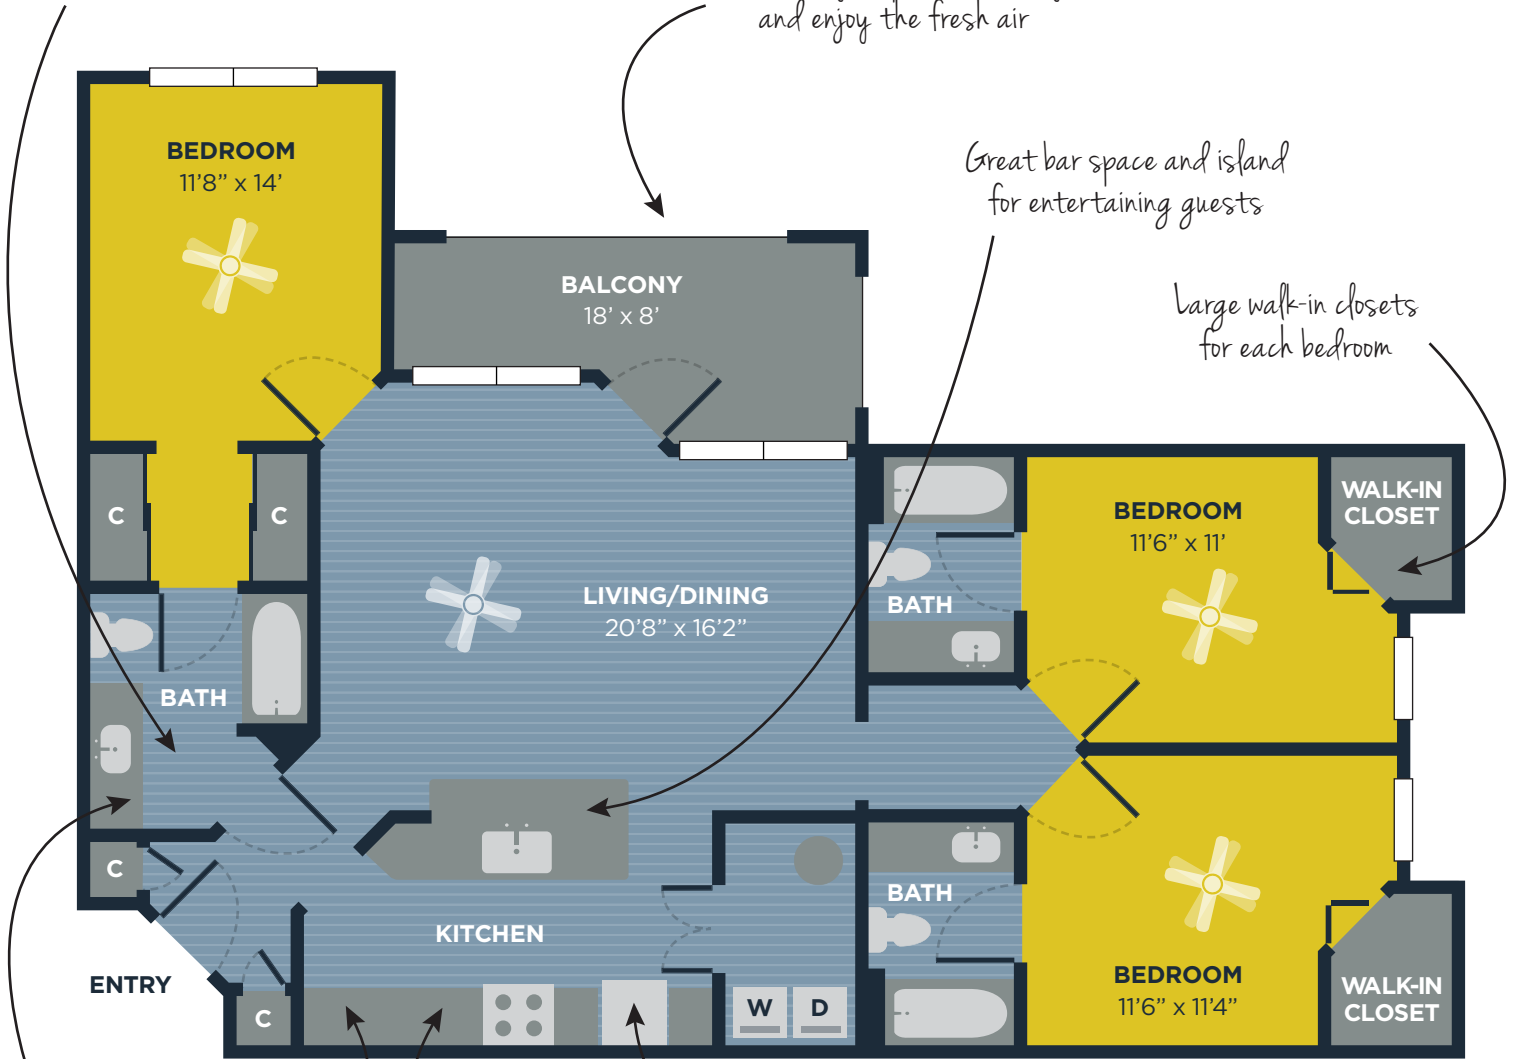 and enjoy the fresh air
BEDROOM
11'8” x 14'
Great bar space and island
for entertaining guests
BALCONY
18' x 8'
Large walk-in closets
for each bedroom
WALK-IN
CLOSET
BEDROOM
11'6” x 11'
C
C
LIVING/DINING
20'8” x 16'2”
BATH
BATH
C
BATH
KITCHEN
ENTRY
BEDROOM
11'6” x 11'4”
WALK-IN
CLOSET
W
D
C